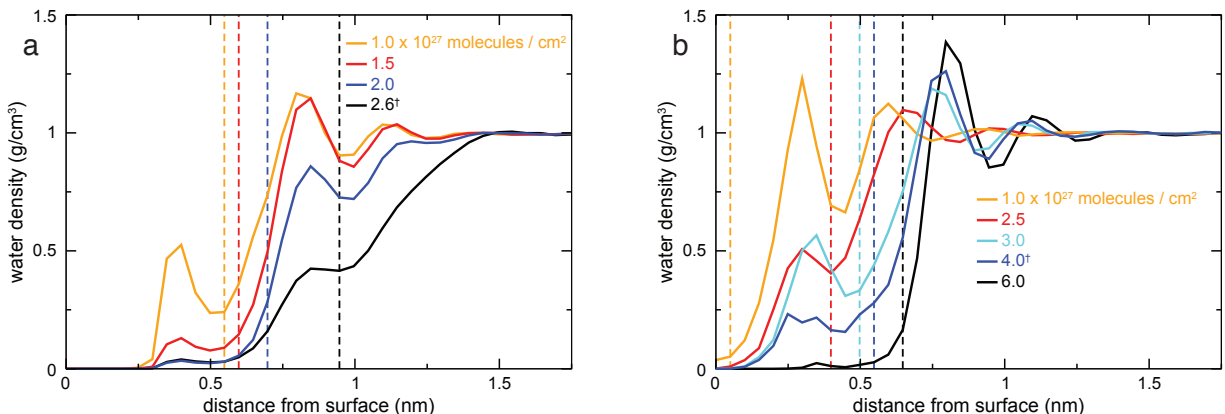 a
water density (g/cm³)
1.5
1
0.5
0
1.0 x 10²⁷ molecules / cm²
1.5
2.0
2.6†
0
0.5
1
1.5
distance from surface (nm)
b
water density (g/cm³)
1.5
1
0.5
0
1.0 x 10²⁷ molecules / cm²
2.5
3.0
4.0†
6.0
0
0.5
1
1.5
distance from surface (nm)